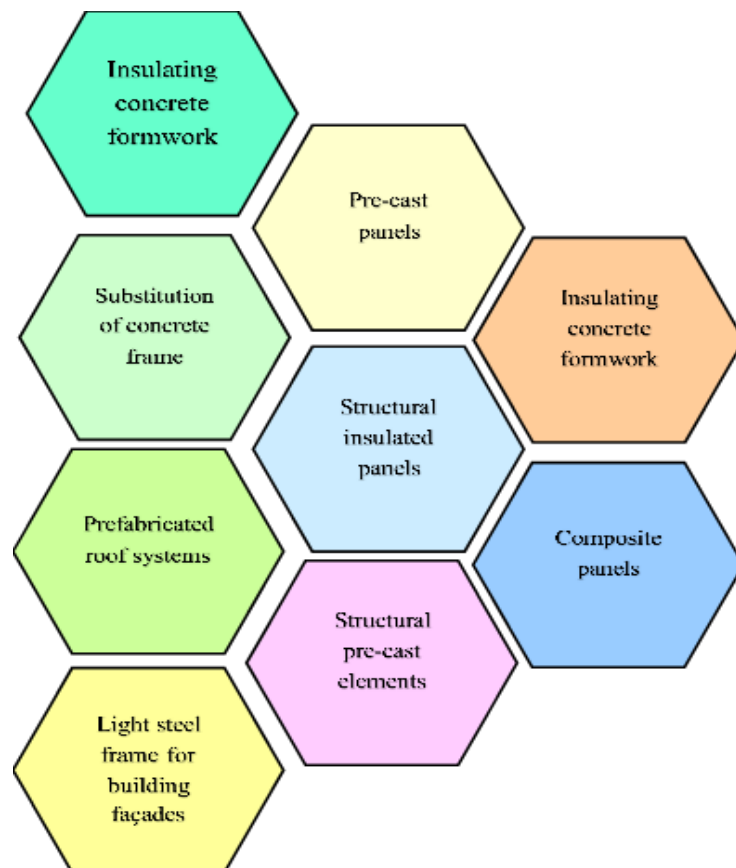 Insulating
concrete
formwork
Pre-cast
panels
Substitution
of concrete
frame
Insulating
concrete
formwork
Structural
insulated
panels
Prefabricated
roof systems
Composite
panels
Structural
pre-cast
elements
Light steel
frame for
building
façades